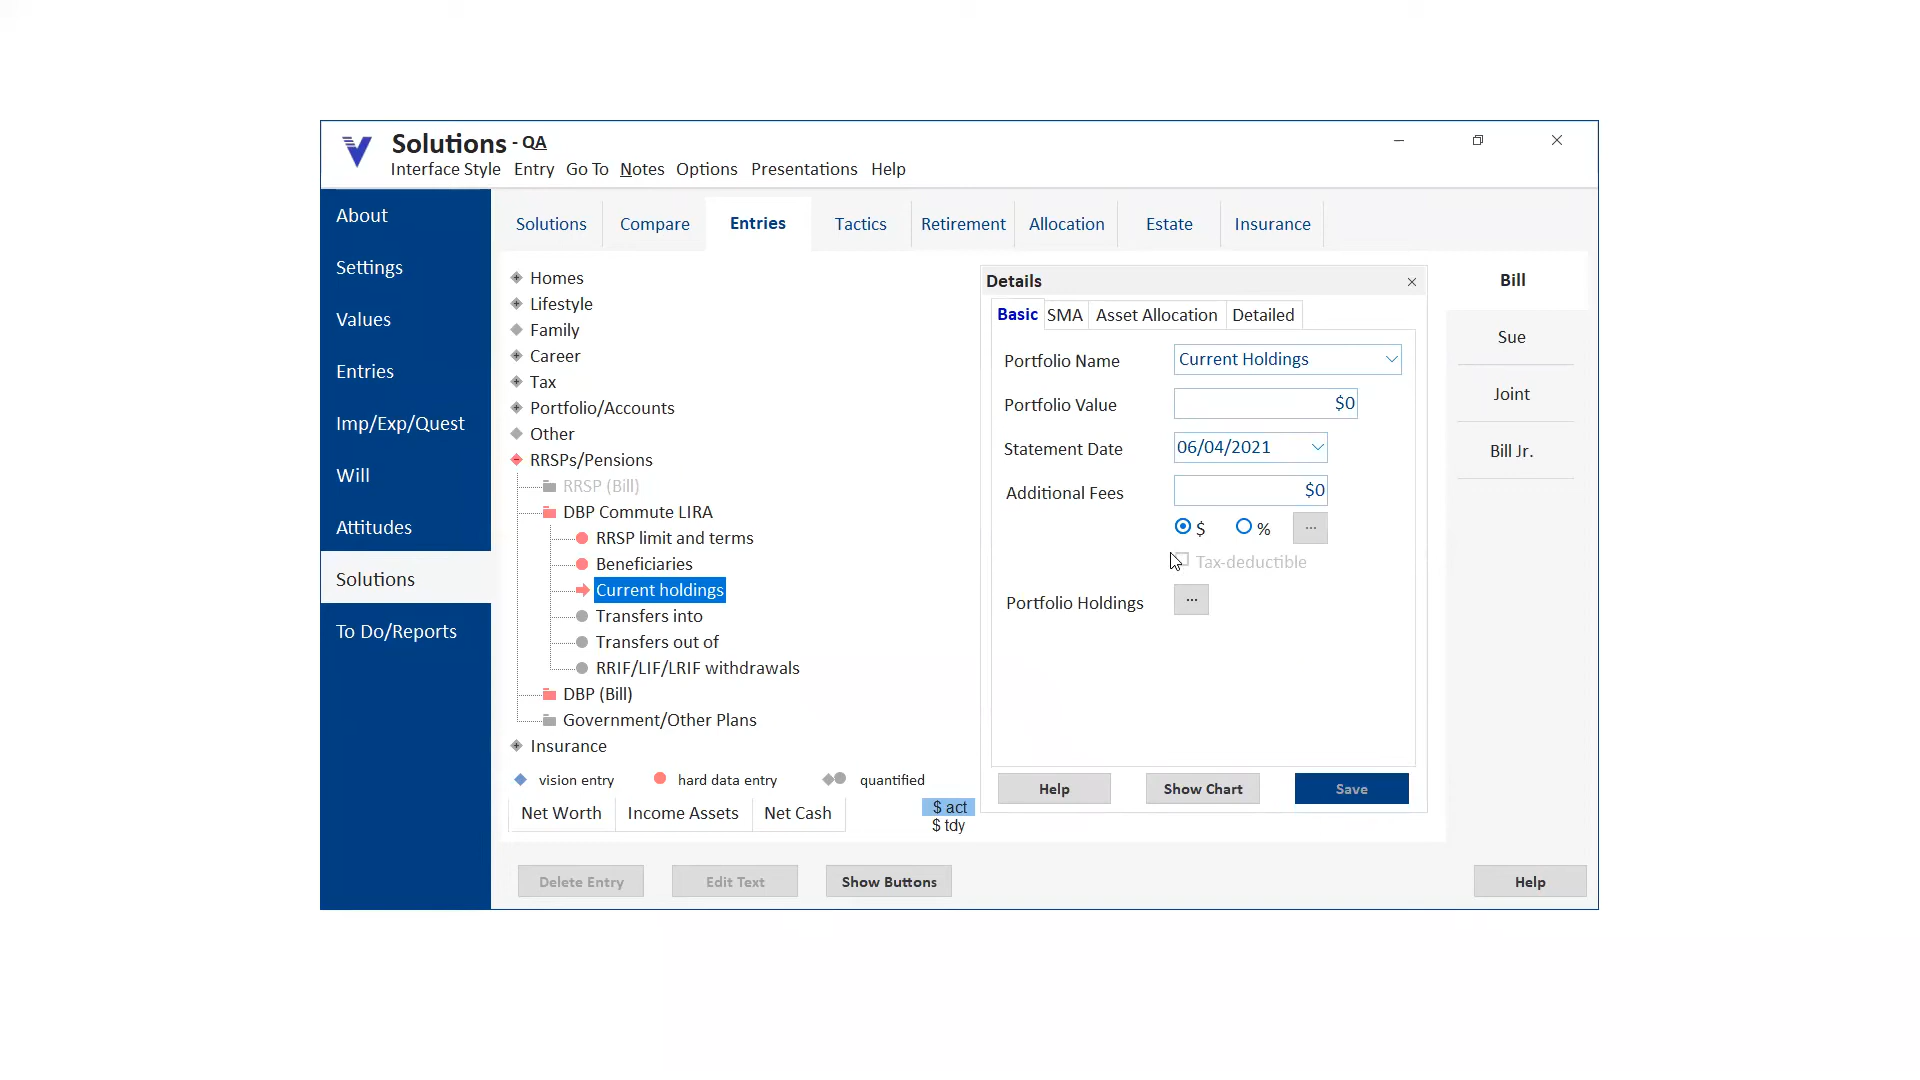 Solutions - QA
Interface Style Entry Go To Notes Options Presentations Help
About
Settings
Values
Entries
Imp/Exp/Quest
Will
Attitudes
Solutions
To Do/Reports
Solutions Compare Entries Tactics Retirement Allocation Estate Insurance
Homes
Lifestyle
Family
Career
Tax
Portfolio/Accounts
Other
RRSPs/Pensions
RRSP (Bill)
DBP Commute LIRA
RRSP limit and terms
Beneficiaries
Current holdings
Transfers into
Transfers out of
RRIF/LIF/LRIF withdrawals
DBP (Bill)
Government/Other Plans
Insurance
vision entry hard data entry quantified
Net Worth Income Assets Net Cash
$ act
$ tdy
Details
Basic SMA Asset Allocation Detailed
Portfolio Name Current Holdings
Portfolio Value $0
Statement Date 06/04/2021
Additional Fees $0
$ % ...
Tax-deductible
Portfolio Holdings ...
Help Show Chart Save
Bill
Sue
Joint
Bill Jr.
Delete Entry Edit Text Show Buttons Help